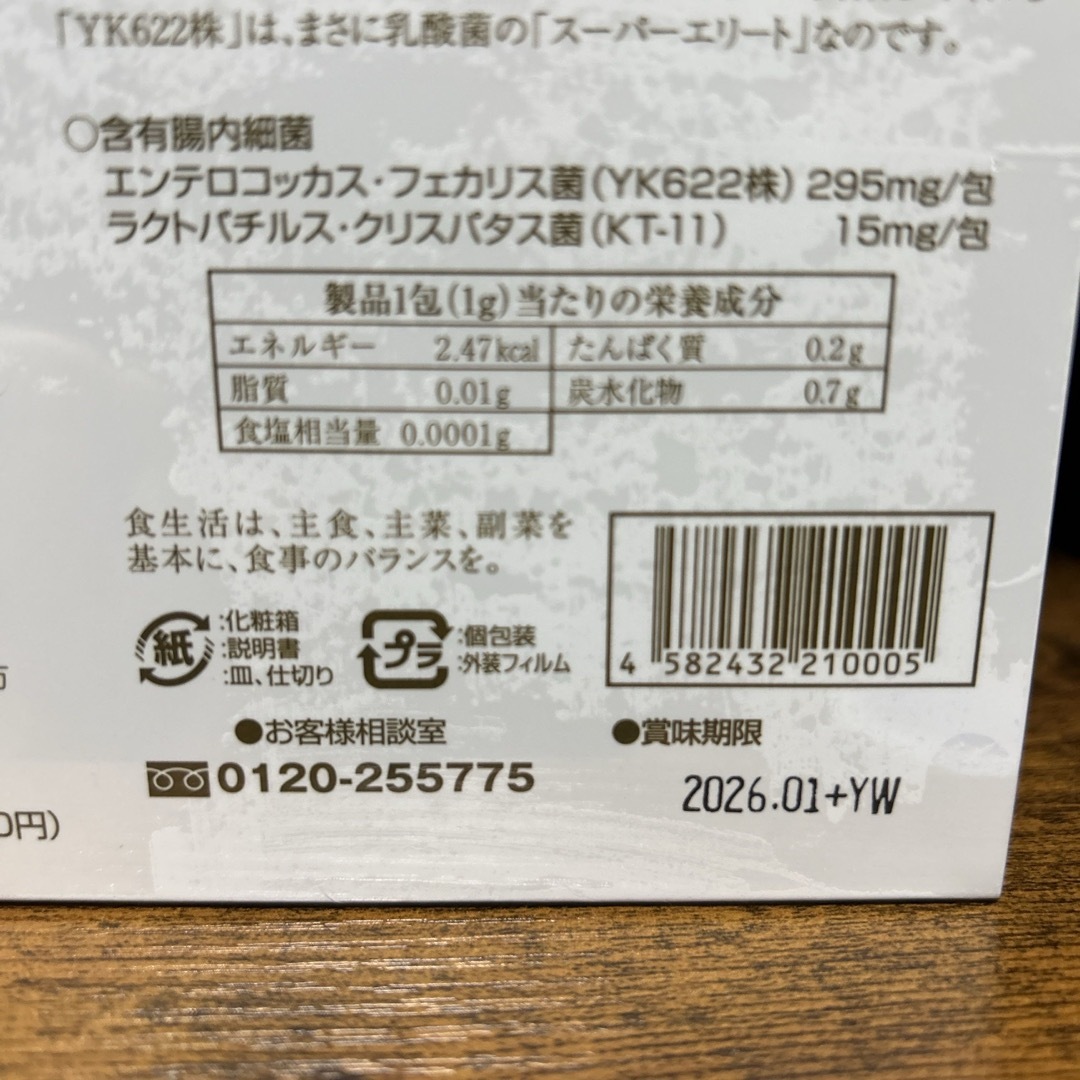 「YK622株」は、まさに乳酸菌の「スーパーエリート」なのです。
○含有腸内細菌
エンテロコッカス・フェカリス菌(YK622株) 295mg/包
ラクトバチルス・クリスパタス菌(KT-11) 15mg/包
製品1包(1g)当たりの栄養成分
エネルギー 2.47kcal たんぱく質 0.2g
脂質 0.01g 炭水化物 0.7g
食塩相当量 0.0001g
食生活は、主食、主菜、副菜を
基本に、食事のバランスを。
紙 :化粧箱
:説明書
:皿、仕切り
プラ :個包装
:外装フィルム
4 582432 210005
●お客様相談室
0120-255775
●賞味期限
2026.01+YW
0円)